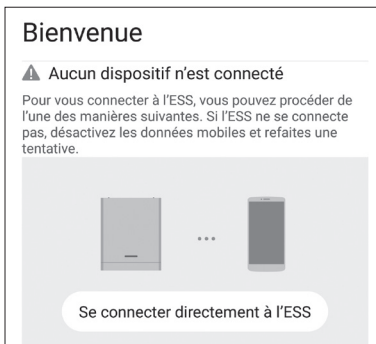 Bienvenue
Aucun dispositif n’est connecté
Pour vous connecter à l’ESS, vous pouvez procéder de
l’une des manières suivantes. Si l’ESS ne se connecte
pas, désactivez les données mobiles et refaites une
tentative.
Se connecter directement à l’ESS